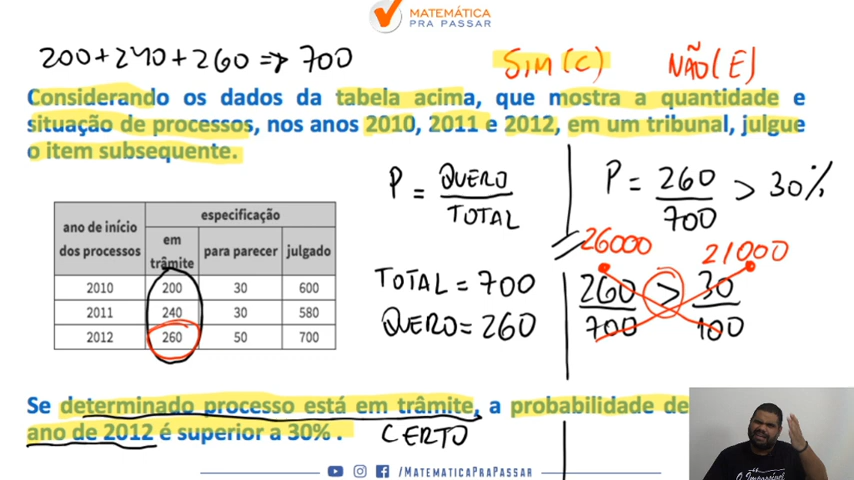 MATEMÁTICA
PRA PASSAR
200+240+260 => 700
SIM (C)
NÃO (E)
Considerando os dados da tabela acima, que mostra a quantidade e
situação de processos, nos anos 2010, 2011 e 2012, em um tribunal, julgue
o item subsequente.
P = QUERO / TOTAL
P = 260 / 700 > 30%
ano de início dos processos
especificação
em trâmite
para parecer
julgado
2010 200 30 600
2011 240 30 580
2012 260 50 700
TOTAL = 700
QUERO = 260
26000
21000
260 / 700 > 30 / 100
Se determinado processo está em trâmite, a probabilidade de
ano de 2012 é superior a 30% .
CERTO
/MatematicaPraPassar
O Impossível